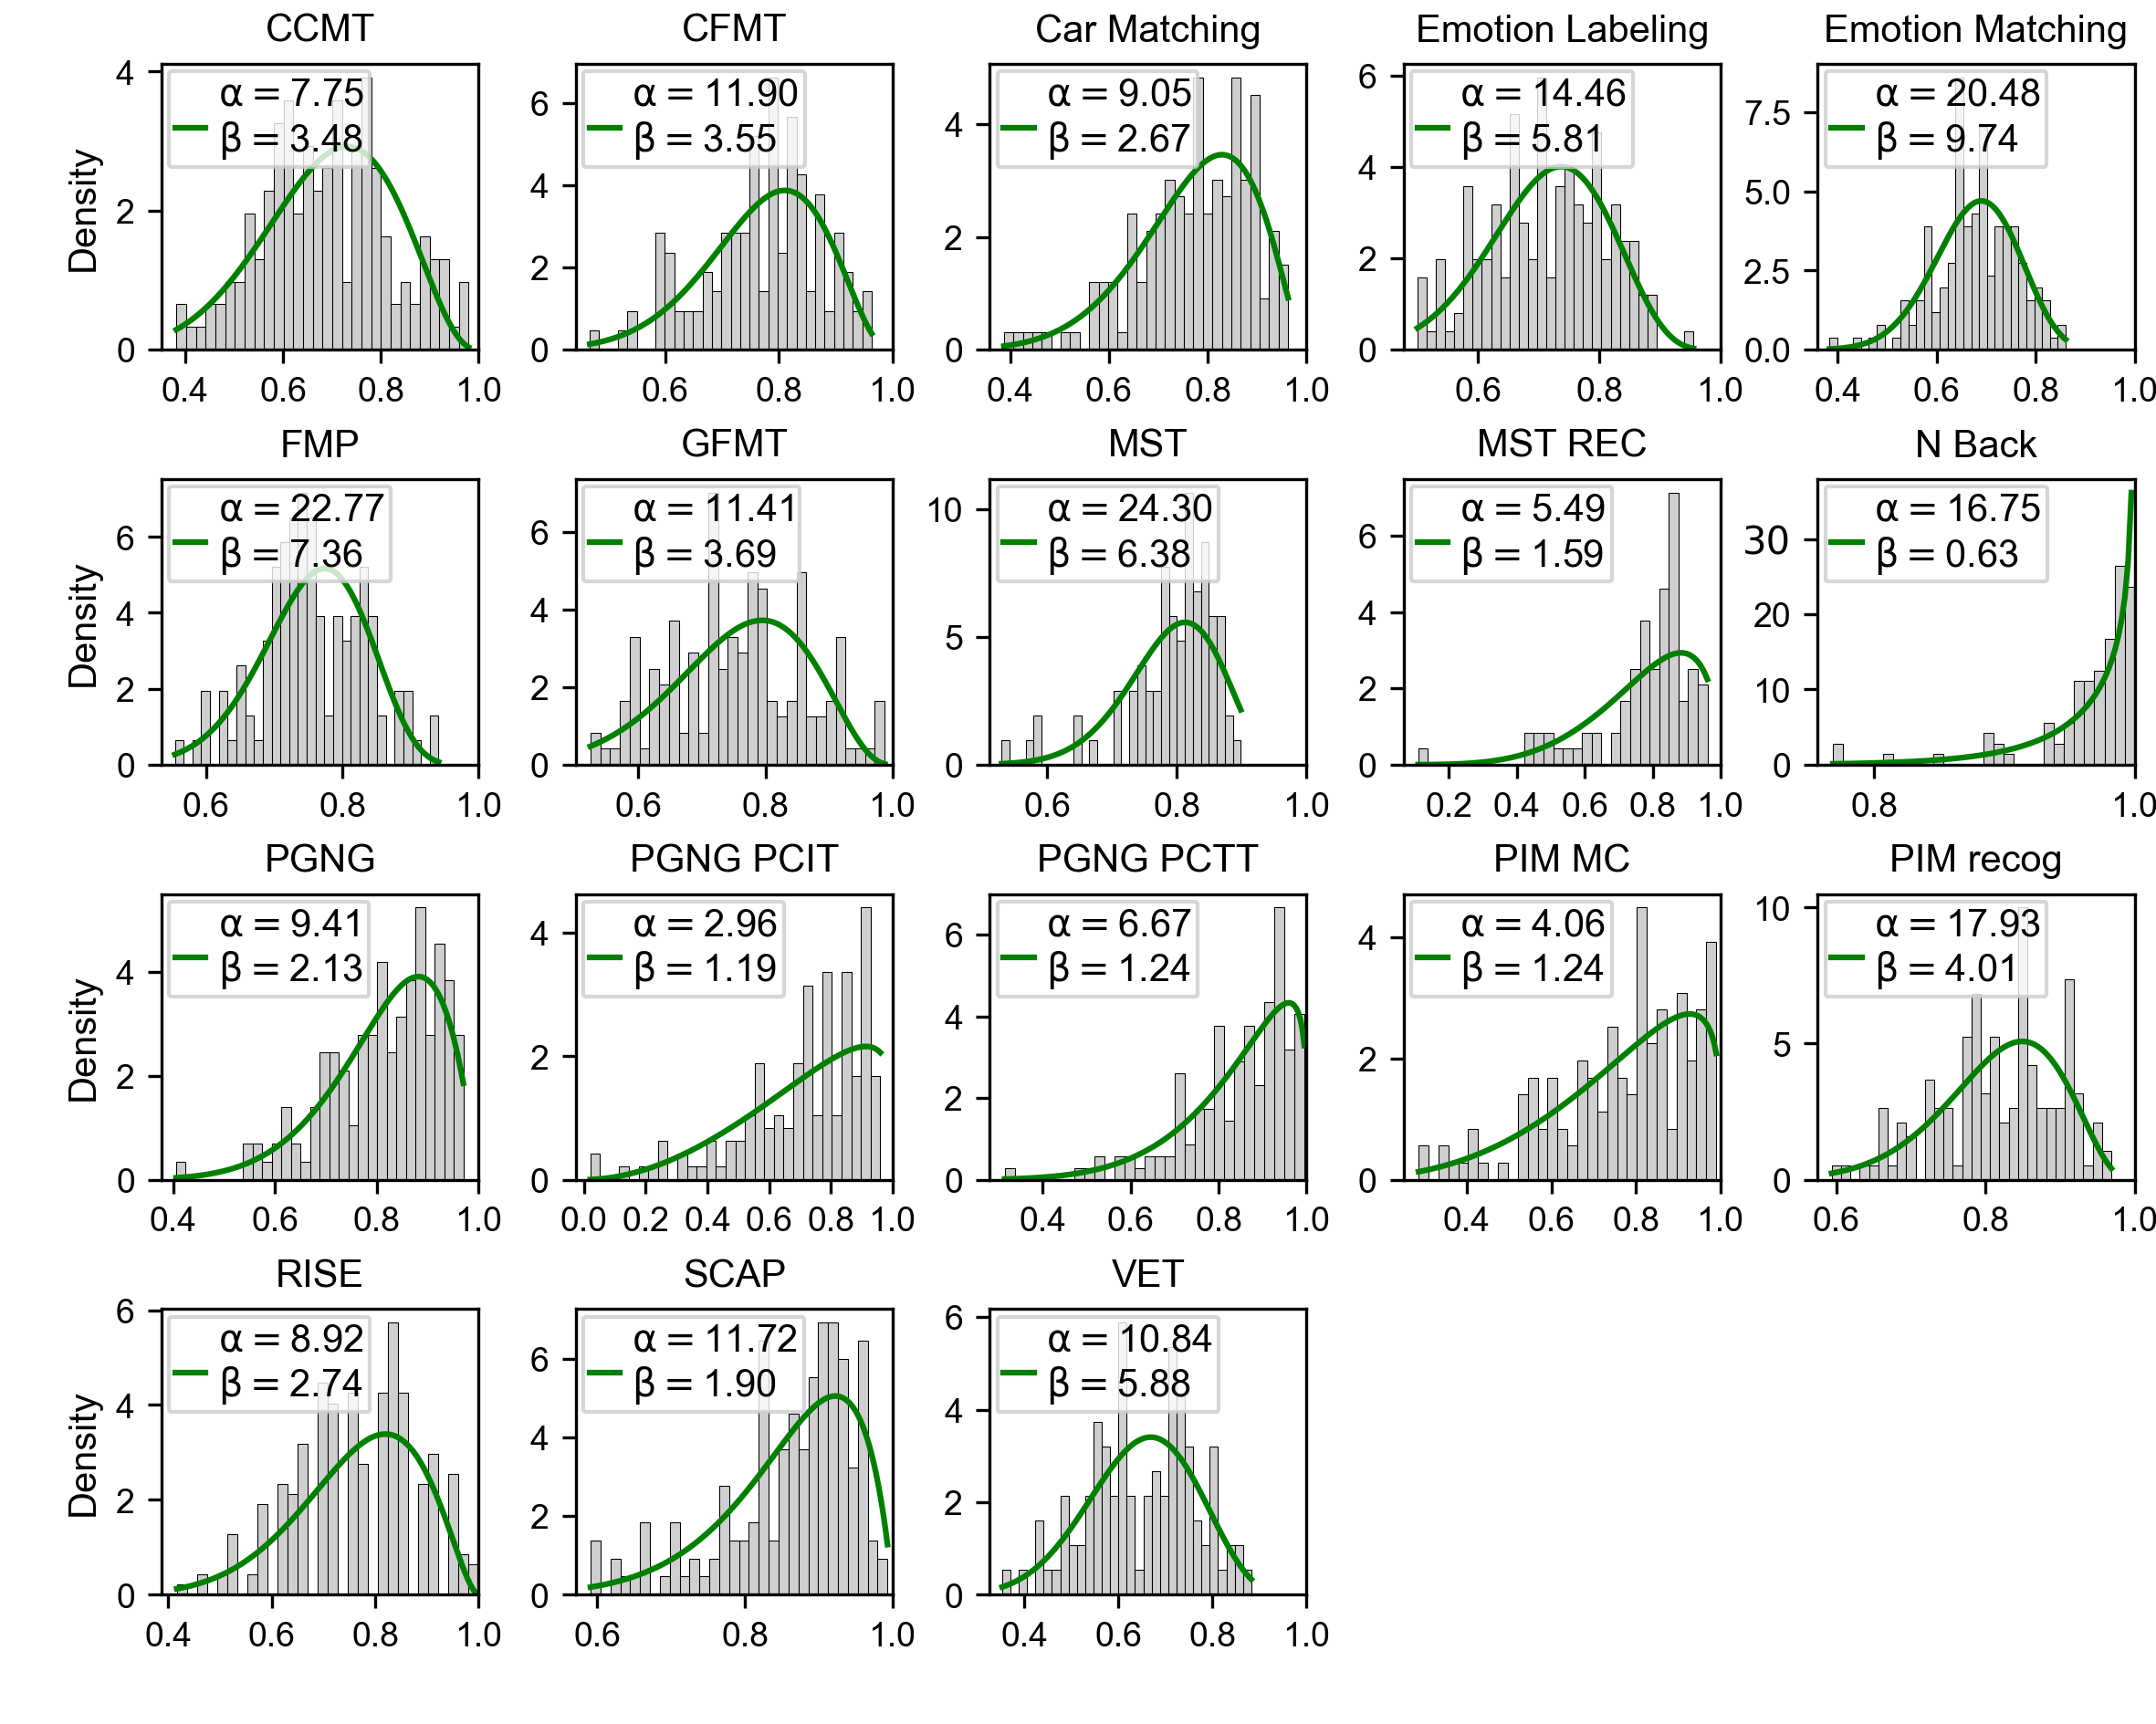 CCMT
CFMT
Car Matching
Emotion Labeling
Emotion Matching
Density
4
2
0
α = 7.75
β = 3.48
0.4 0.6 0.8 1.0
6
4
2
0
α = 11.90
β = 3.55
0.6 0.8 1.0
4
2
0
α = 9.05
β = 2.67
0.4 0.6 0.8 1.0
6
4
2
0
α = 14.46
β = 5.81
0.6 0.8 1.0
7.5
5.0
2.5
0.0
α = 20.48
β = 9.74
0.4 0.6 0.8 1.0
FMP
GFMT
MST
MST REC
N Back
Density
6
4
2
0
α = 22.77
β = 7.36
0.6 0.8 1.0
6
4
2
0
α = 11.41
β = 3.69
0.6 0.8 1.0
10
5
0
α = 24.30
β = 6.38
0.6 0.8 1.0
6
4
2
0
α = 5.49
β = 1.59
0.2 0.4 0.6 0.8 1.0
30
20
10
0
α = 16.75
β = 0.63
0.8 1.0
PGNG
PGNG PCIT
PGNG PCTT
PIM MC
PIM recog
Density
4
2
0
α = 9.41
β = 2.13
0.4 0.6 0.8 1.0
4
2
0
α = 2.96
β = 1.19
0.0 0.2 0.4 0.6 0.8 1.0
6
4
2
0
α = 6.67
β = 1.24
0.4 0.6 0.8 1.0
4
2
0
α = 4.06
β = 1.24
0.4 0.6 0.8 1.0
10
5
0
α = 17.93
β = 4.01
0.6 0.8 1.0
RISE
SCAP
VET
Density
6
4
2
0
α = 8.92
β = 2.74
0.4 0.6 0.8 1.0
6
4
2
0
α = 11.72
β = 1.90
0.6 0.8 1.0
6
4
2
0
α = 10.84
β = 5.88
0.4 0.6 0.8 1.0